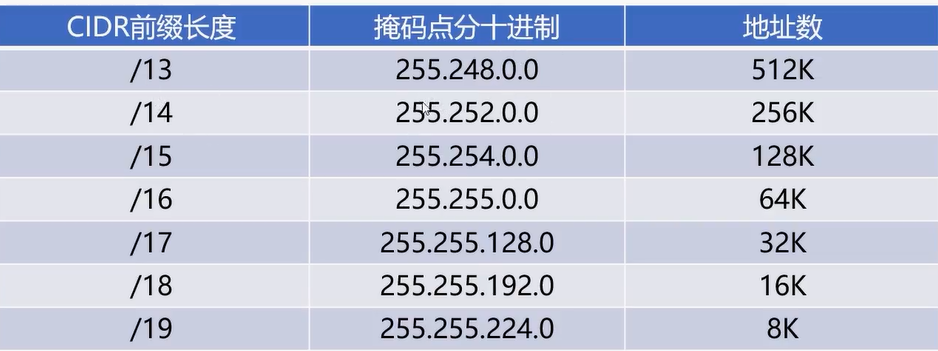 CIDR前缀长度 掩码点分十进制 地址数
/13 255.248.0.0 512K
/14 255.252.0.0 256K
/15 255.254.0.0 128K
/16 255.255.0.0 64K
/17 255.255.128.0 32K
/18 255.255.192.0 16K
/19 255.255.224.0 8K